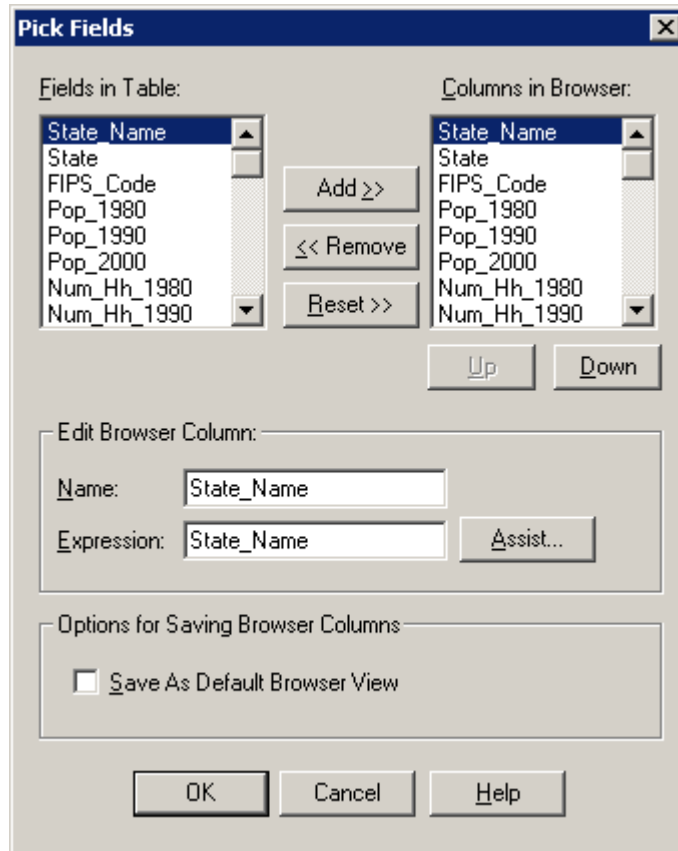 Pick Fields
Fields in Table:
State_Name
State
FIPS_Code
Pop_1980
Pop_1990
Pop_2000
Num_Hh_1980
Num_Hh_1990
Add >>
<< Remove
Reset >>
Columns in Browser:
State_Name
State
FIPS_Code
Pop_1980
Pop_1990
Pop_2000
Num_Hh_1980
Num_Hh_1990
Up
Down
Edit Browser Column:
Name: State_Name
Expression: State_Name Assist...
Options for Saving Browser Columns
Save As Default Browser View
OK Cancel Help